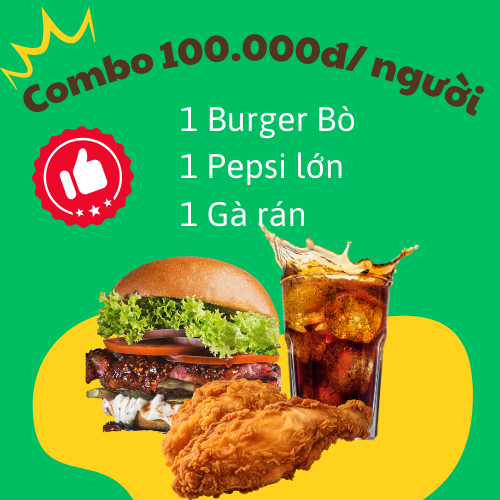 Combo 100.000đ/ người
1 Burger Bò
1 Pepsi lớn
1 Gà rán